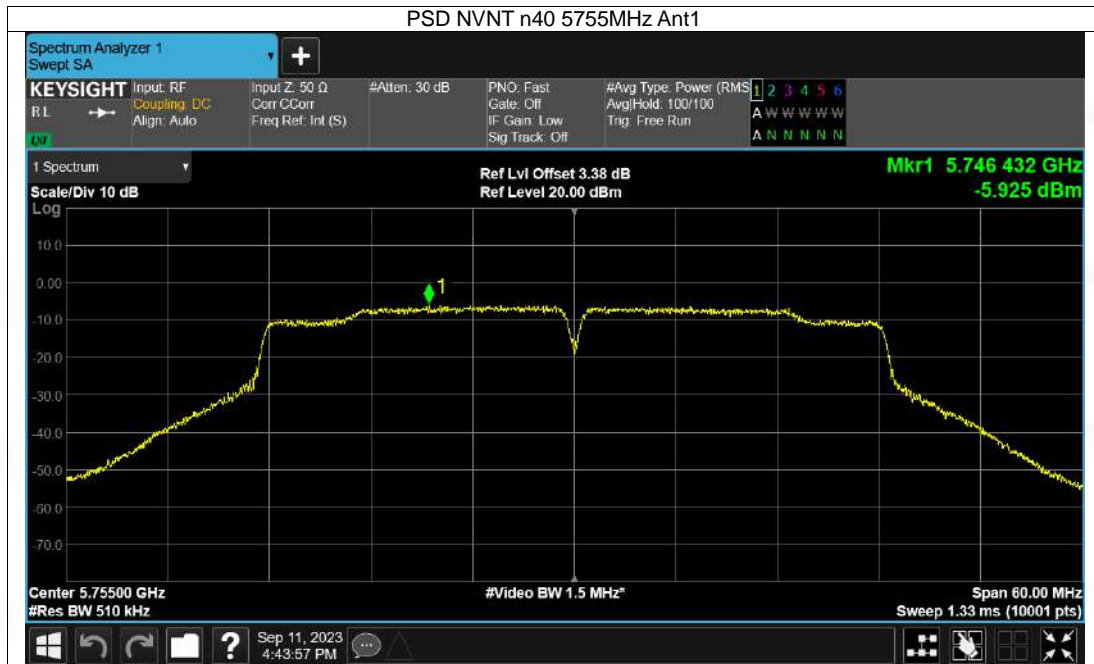 PSD NVNT n40 5755MHz Ant1
Spectrum Analyzer 1
Swept SA
+
KEYSIGHT
RL
LXI
Input: RF
Coupling: DC
Align: Auto
Input Z: 50 Ω
Corr CCorr
Freq Ref: Int (S)
#Atten: 30 dB
PNO: Fast
Gate: Off
IF Gain: Low
Sig Track: Off
#Avg Type: Power (RMS
Avg|Hold: 100/100
Trig: Free Run
1 2 3 4 5 6
A W W W W W
A N N N N N
1 Spectrum
Scale/Div 10 dB
Ref Lvl Offset 3.38 dB
Ref Level 20.00 dBm
Mkr1 5.746 432 GHz
-5.925 dBm
Log
10.0
0.00
-10.0
-20.0
-30.0
-40.0
-50.0
-60.0
-70.0
1
Center 5.75500 GHz
#Res BW 510 kHz
#Video BW 1.5 MHz*
Span 60.00 MHz
Sweep 1.33 ms (10001 pts)
?
Sep 11, 2023
4:43:57 PM